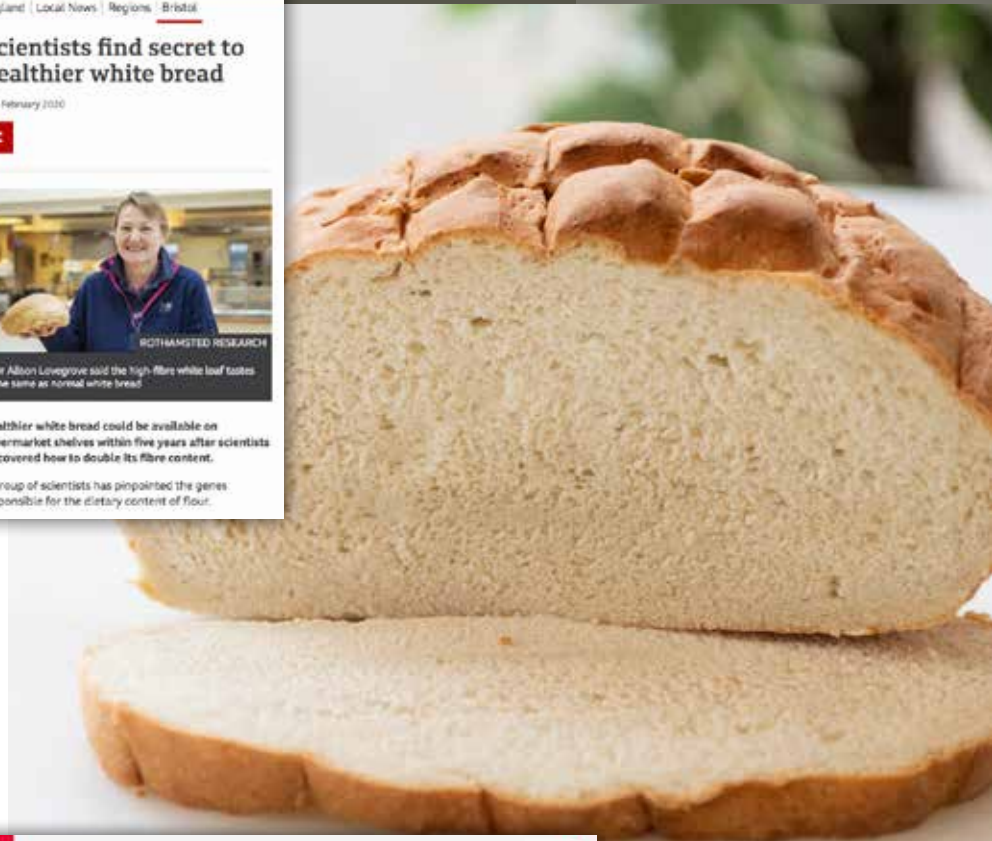 gland | Local News | Regions | Bristol
cientists find secret to
ealthier white bread
February 2020
ROTHAMSTED RESEARCH
r Alison Lovegrove said the high-fibre white loaf tastes
he same as normal white bread
althier white bread could be available on
ermarket shelves within five years after scientists
covered how to double its fibre content.
roup of scientists has pinpointed the genes
ponsible for the dietary content of flour.